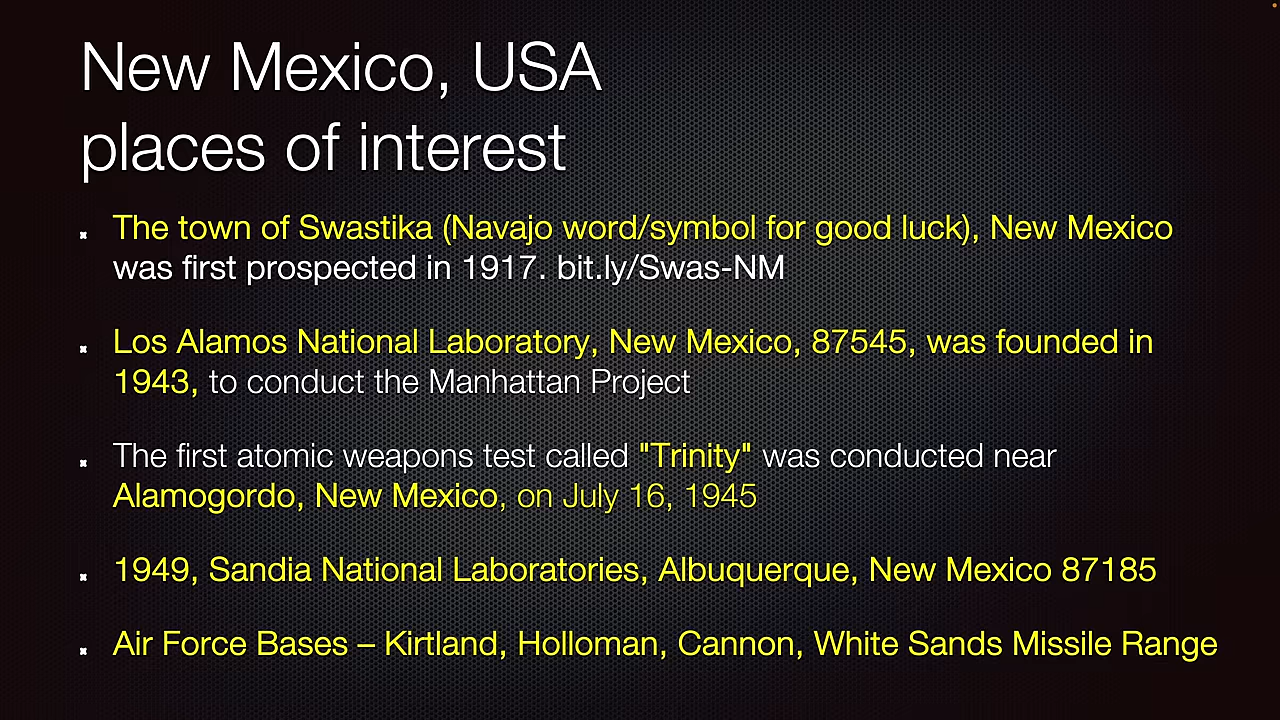 New Mexico, USA
places of interest
The town of Swastika (Navajo word/symbol for good luck), New Mexico
was first prospected in 1917. bit.ly/Swas-NM
Los Alamos National Laboratory, New Mexico, 87545, was founded in
1943, to conduct the Manhattan Project
The first atomic weapons test called "Trinity" was conducted near
Alamogordo, New Mexico, on July 16, 1945
1949, Sandia National Laboratories, Albuquerque, New Mexico 87185
Air Force Bases – Kirtland, Holloman, Cannon, White Sands Missile Range